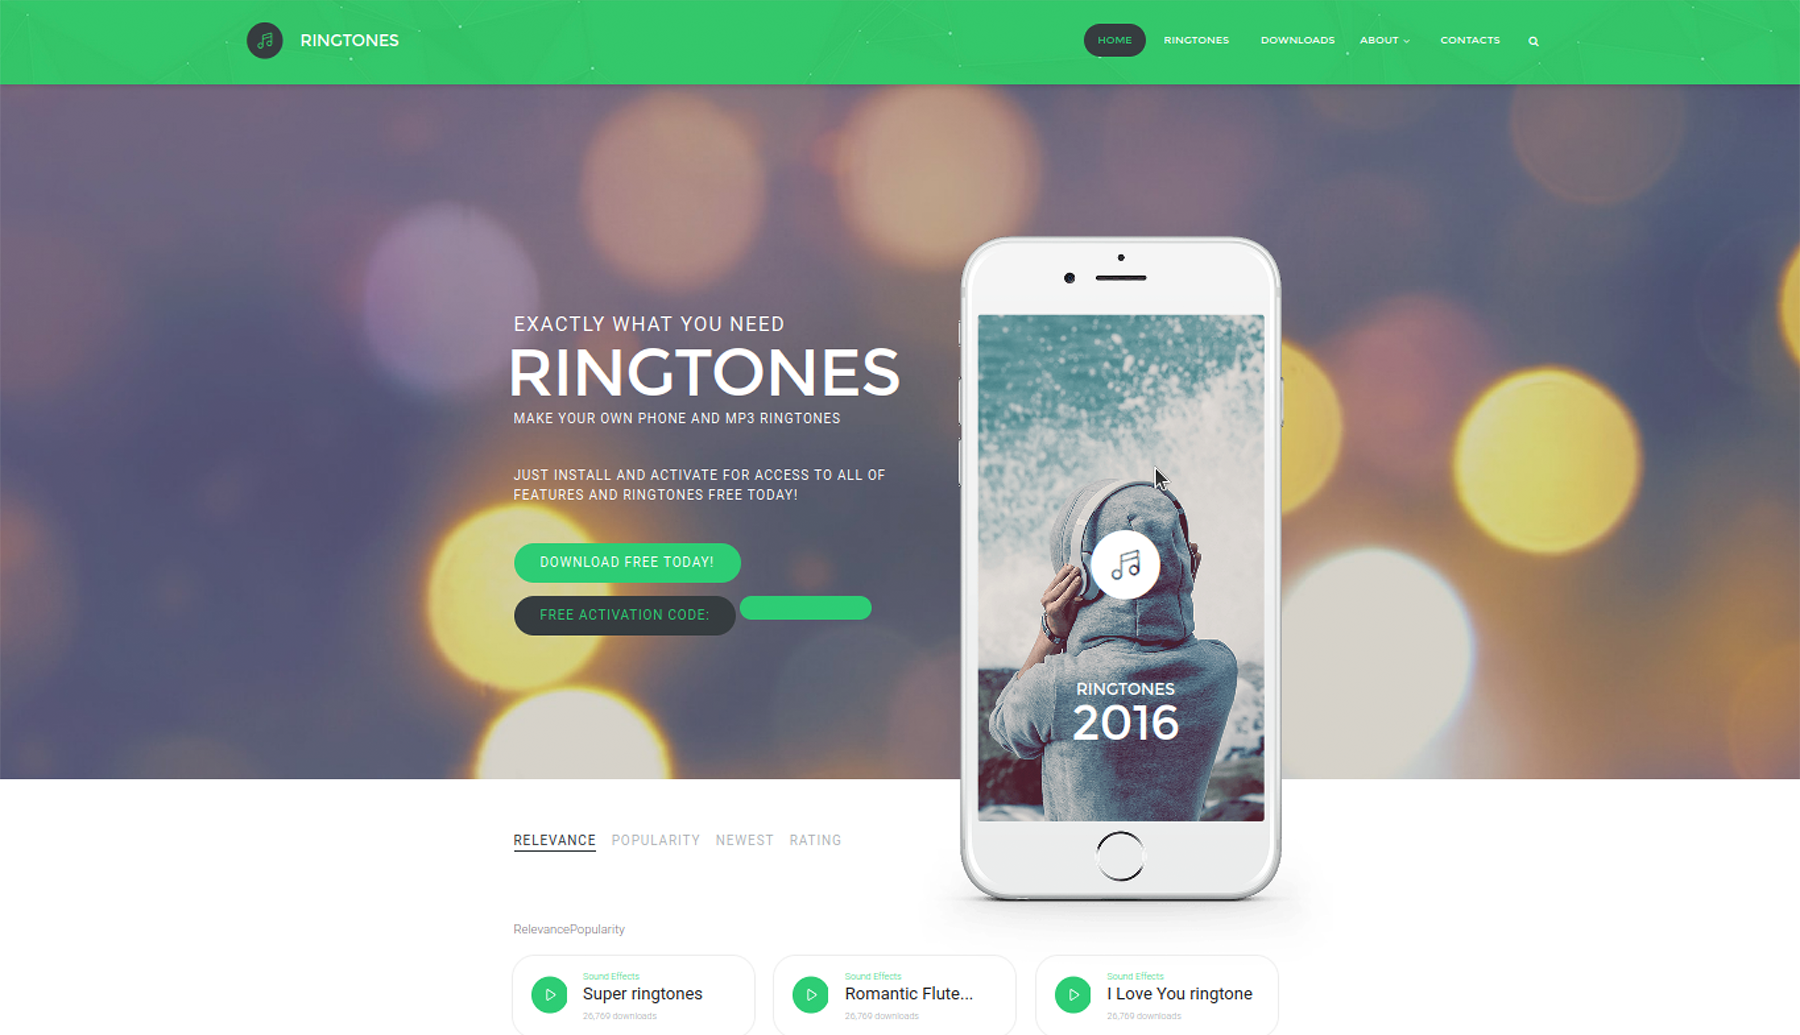 RINGTONES
HOME RINGTONES DOWNLOADS ABOUT CONTACTS
EXACTLY WHAT YOU NEED
RINGTONES
MAKE YOUR OWN PHONE AND MP3 RINGTONES
JUST INSTALL AND ACTIVATE FOR ACCESS TO ALL OF
FEATURES AND RINGTONES FREE TODAY!
DOWNLOAD FREE TODAY!
FREE ACTIVATION CODE:
RINGTONES
2016
RELEVANCE POPULARITY NEWEST RATING
RelevancePopularity
Sound Effects
Super ringtones
26,769 downloads
Sound Effects
Romantic Flute...
26,769 downloads
Sound Effects
I Love You ringtone
26,769 downloads